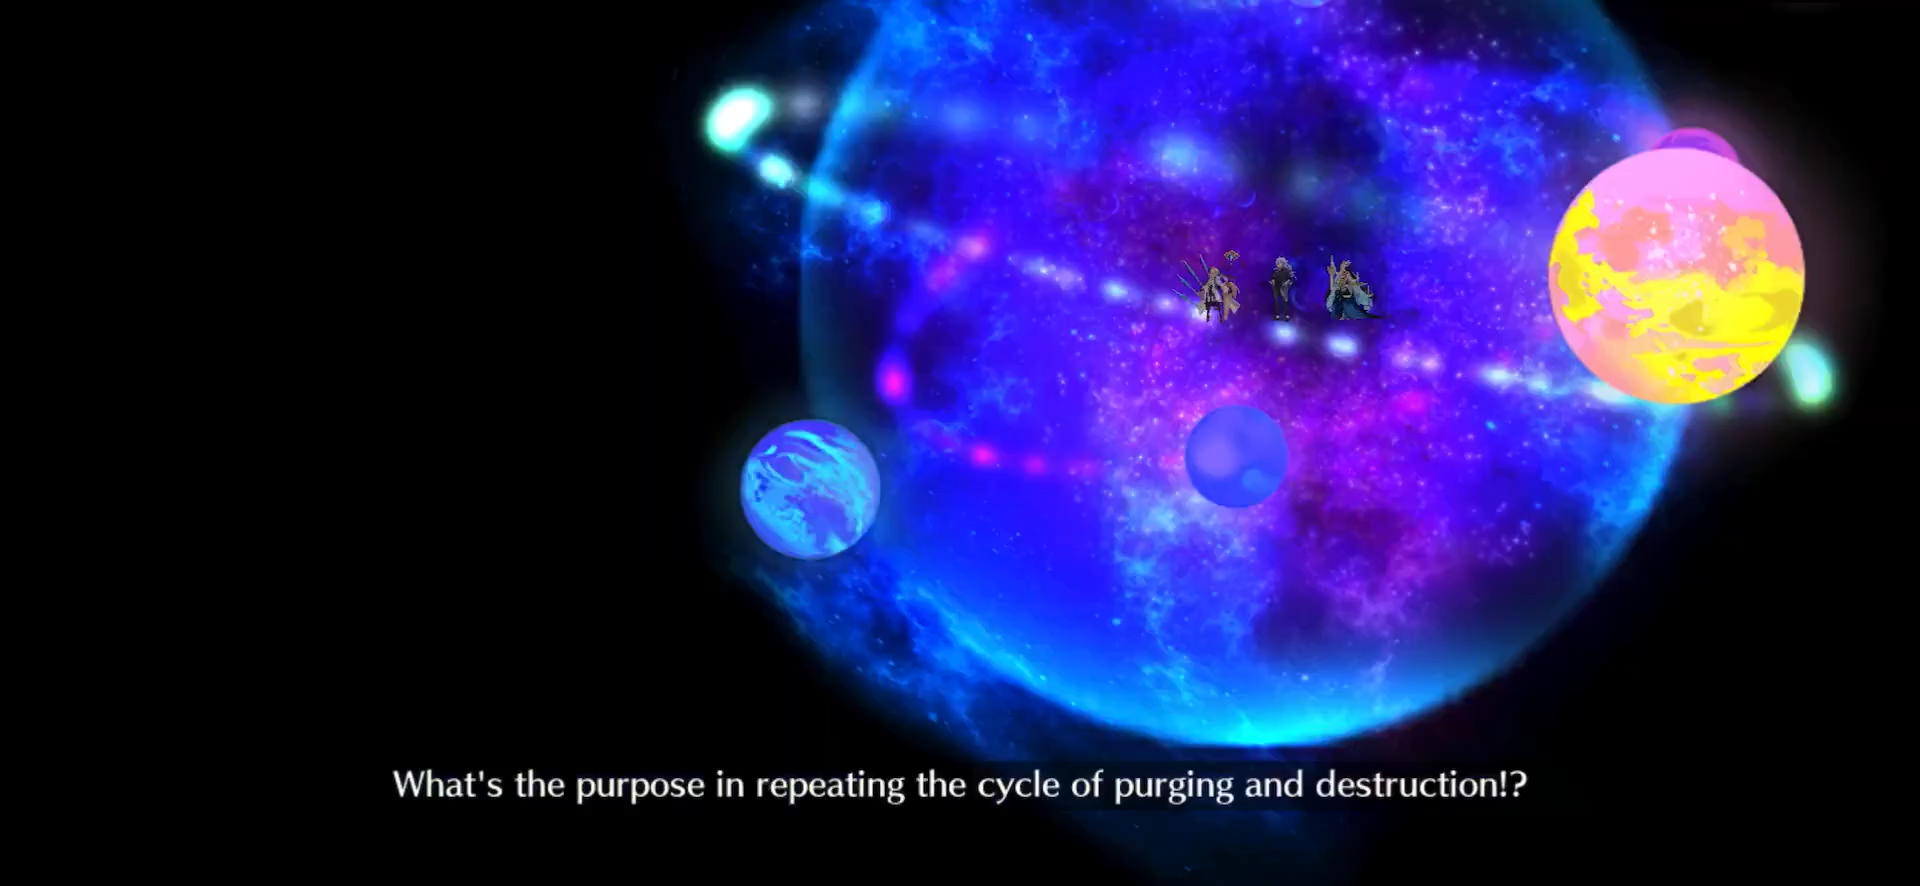 What's the purpose in repeating the cycle of purging and destruction!?